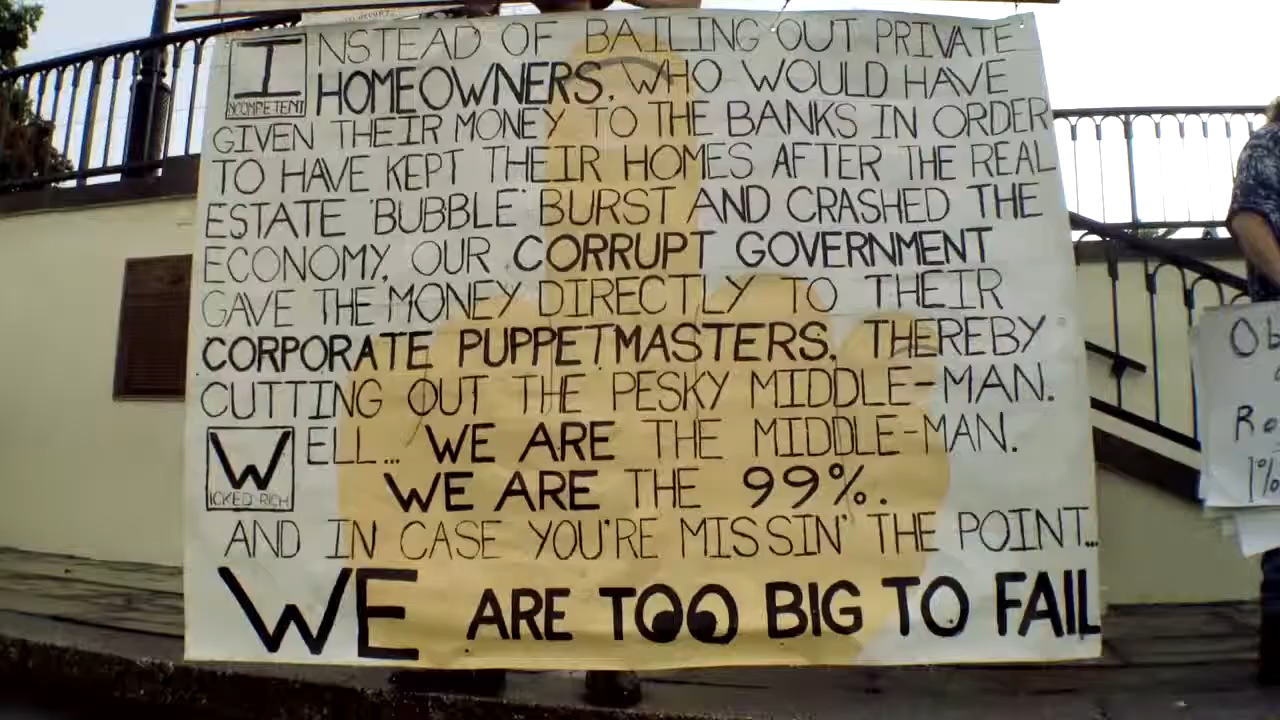 INSTEAD OF BAILING OUT PRIVATE
INCOMPETENT
HOMEOWNERS, WHO WOULD HAVE
GIVEN THEIR MONEY TO THE BANKS IN ORDER
TO HAVE KEPT THEIR HOMES AFTER THE REAL
ESTATE 'BUBBLE' BURST AND CRASHED THE
ECONOMY, OUR CORRUPT GOVERNMENT
GAVE THE MONEY DIRECTLY TO THEIR
CORPORATE PUPPETMASTERS, THEREBY
CUTTING OUT THE PESKY MIDDLE-MAN.
WELL... WE ARE THE MIDDLE-MAN.
WICKED RICH
WE ARE THE 99%.
AND IN CASE YOU'RE MISSIN' THE POINT...
WE ARE TOO BIG TO FAIL
Ob
1%